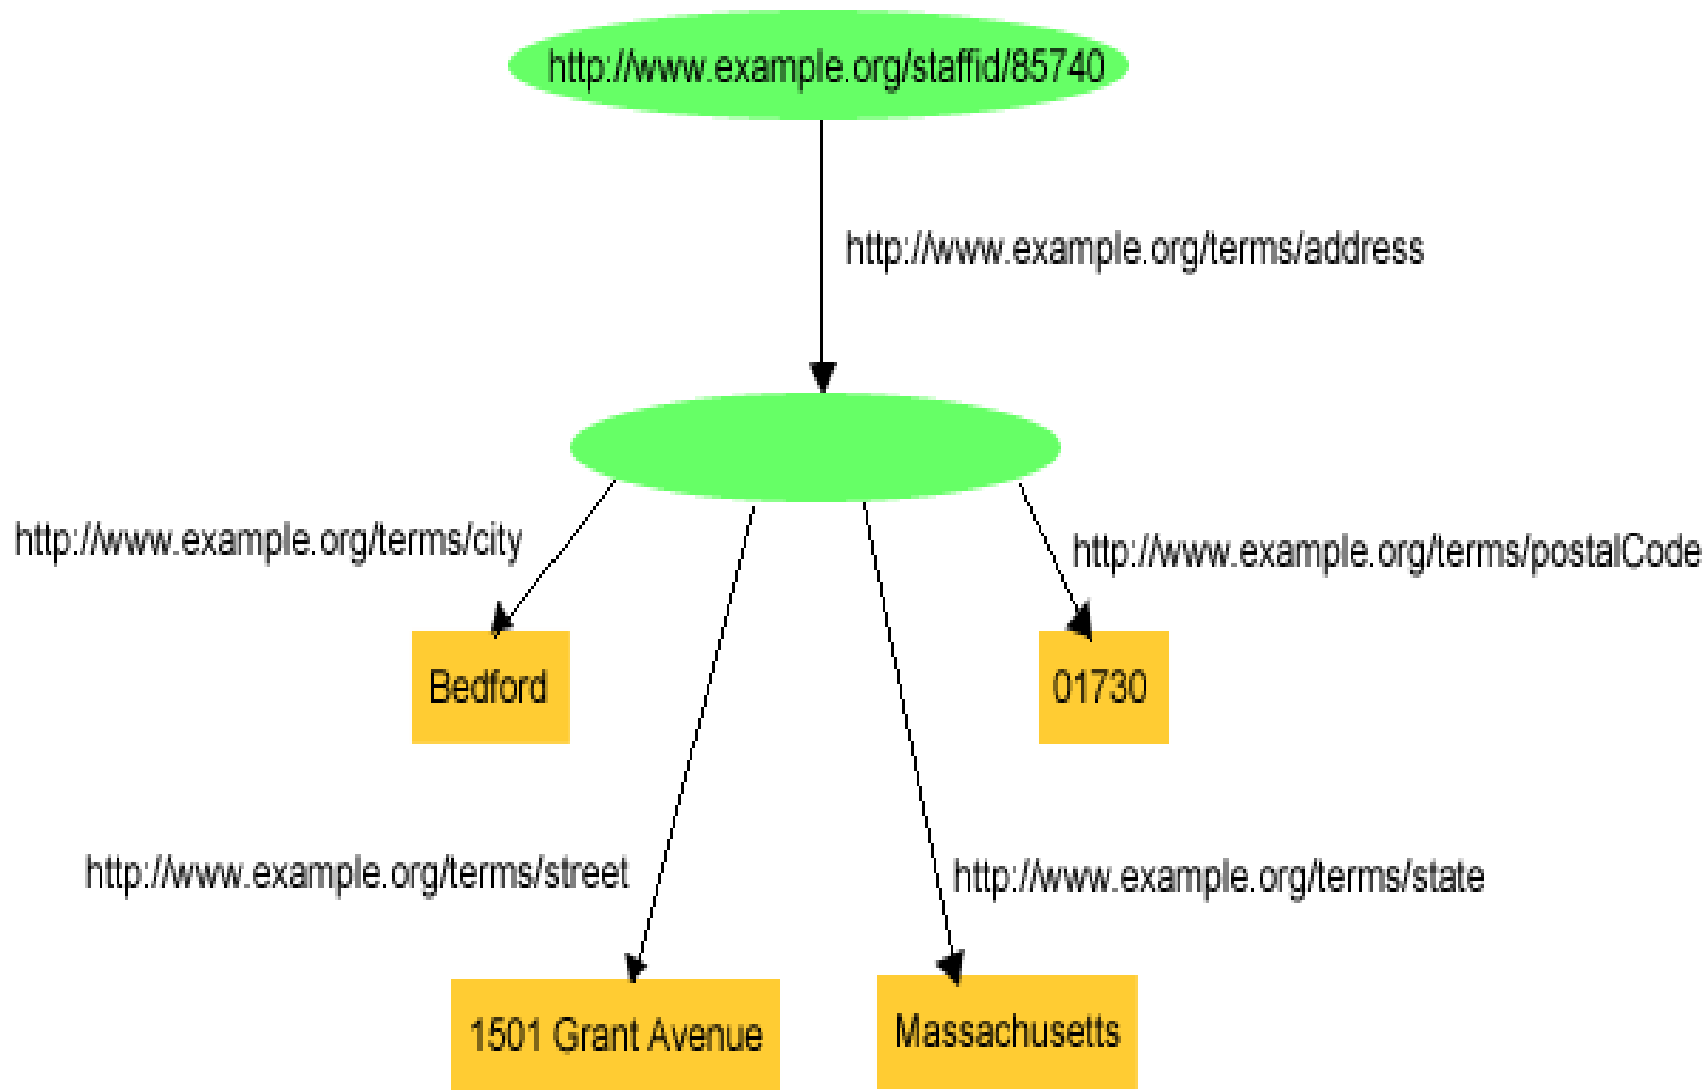 http://www.example.org/staffid/85740
http://www.example.org/terms/address
http://www.example.org/terms/city
http://www.example.org/terms/postalCode
Bedford
01730
http://www.example.org/terms/street
http://www.example.org/terms/state
1501 Grant Avenue
Massachusetts